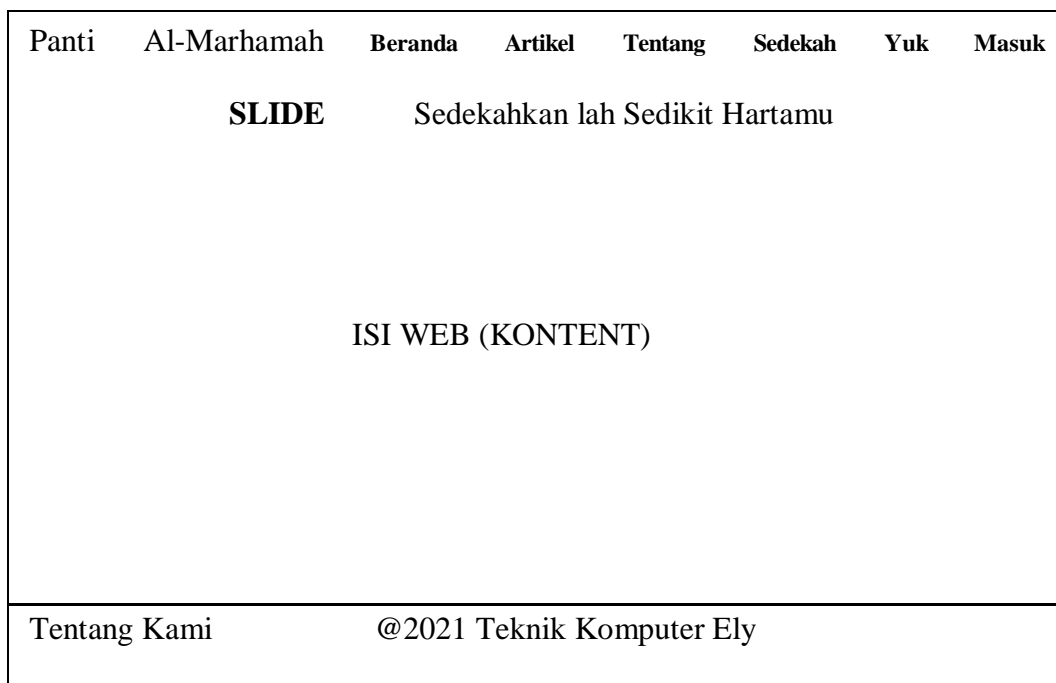 Panti Al-Marhamah Beranda Artikel Tentang Sedekah Yuk Masuk
SLIDE Sedekahkan lah Sedikit Hartamu
ISI WEB (KONTENT)
Tentang Kami @2021 Teknik Komputer Ely